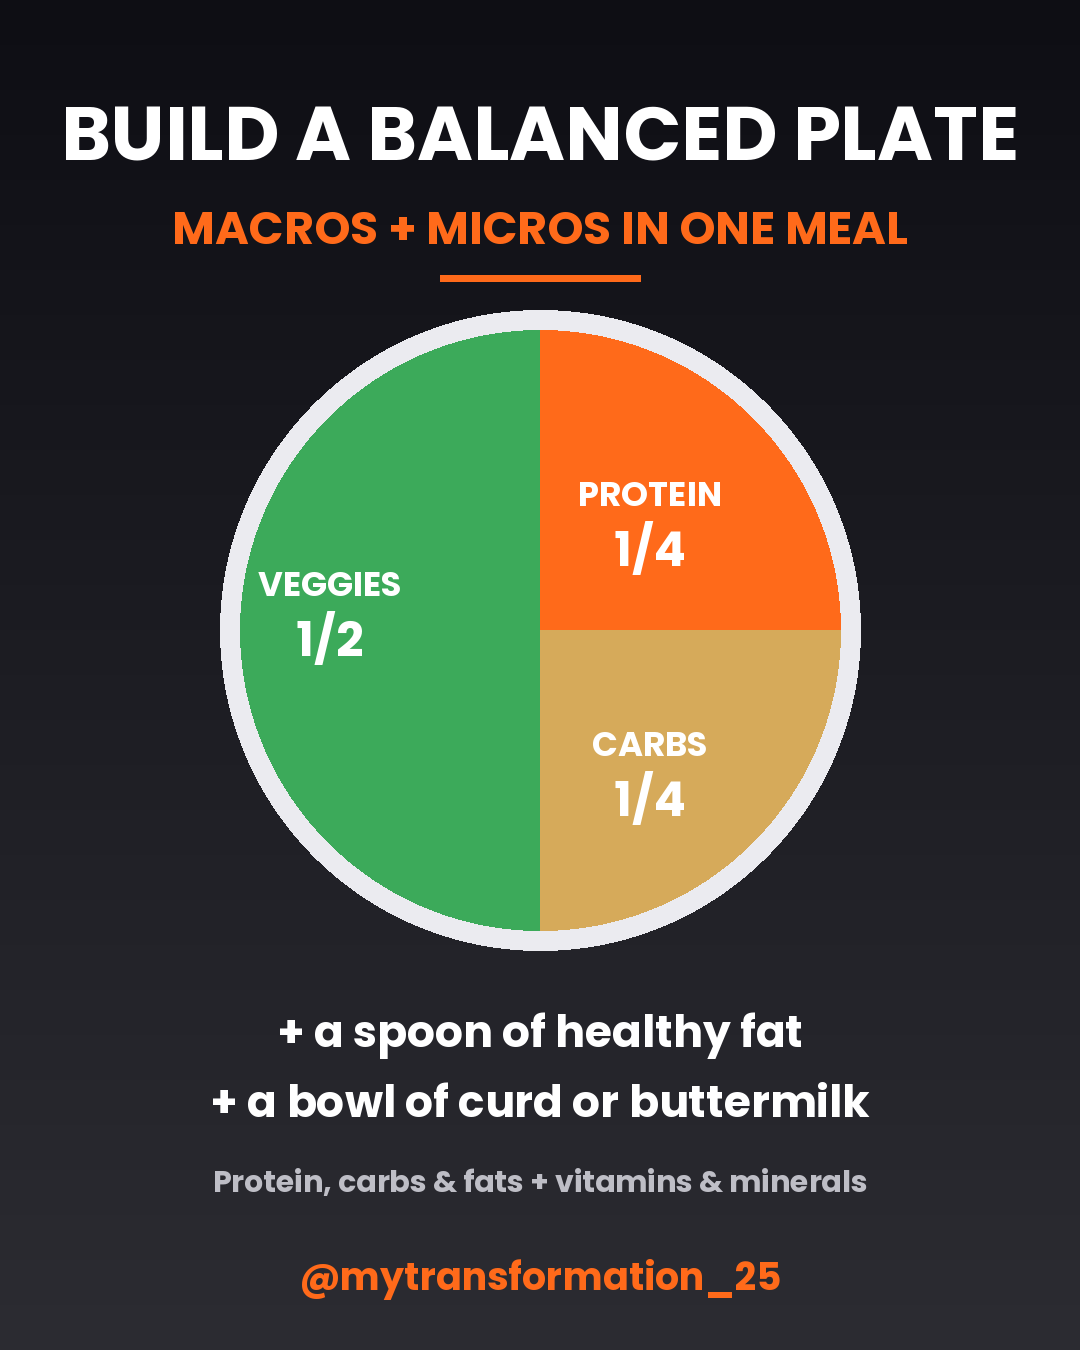 BUILD A BALANCED PLATE
MACROS + MICROS IN ONE MEAL
PROTEIN
1/4
VEGGIES
1/2
CARBS
1/4
+ a spoon of healthy fat
+ a bowl of curd or buttermilk
Protein, carbs & fats + vitamins & minerals
@mytransformation_25